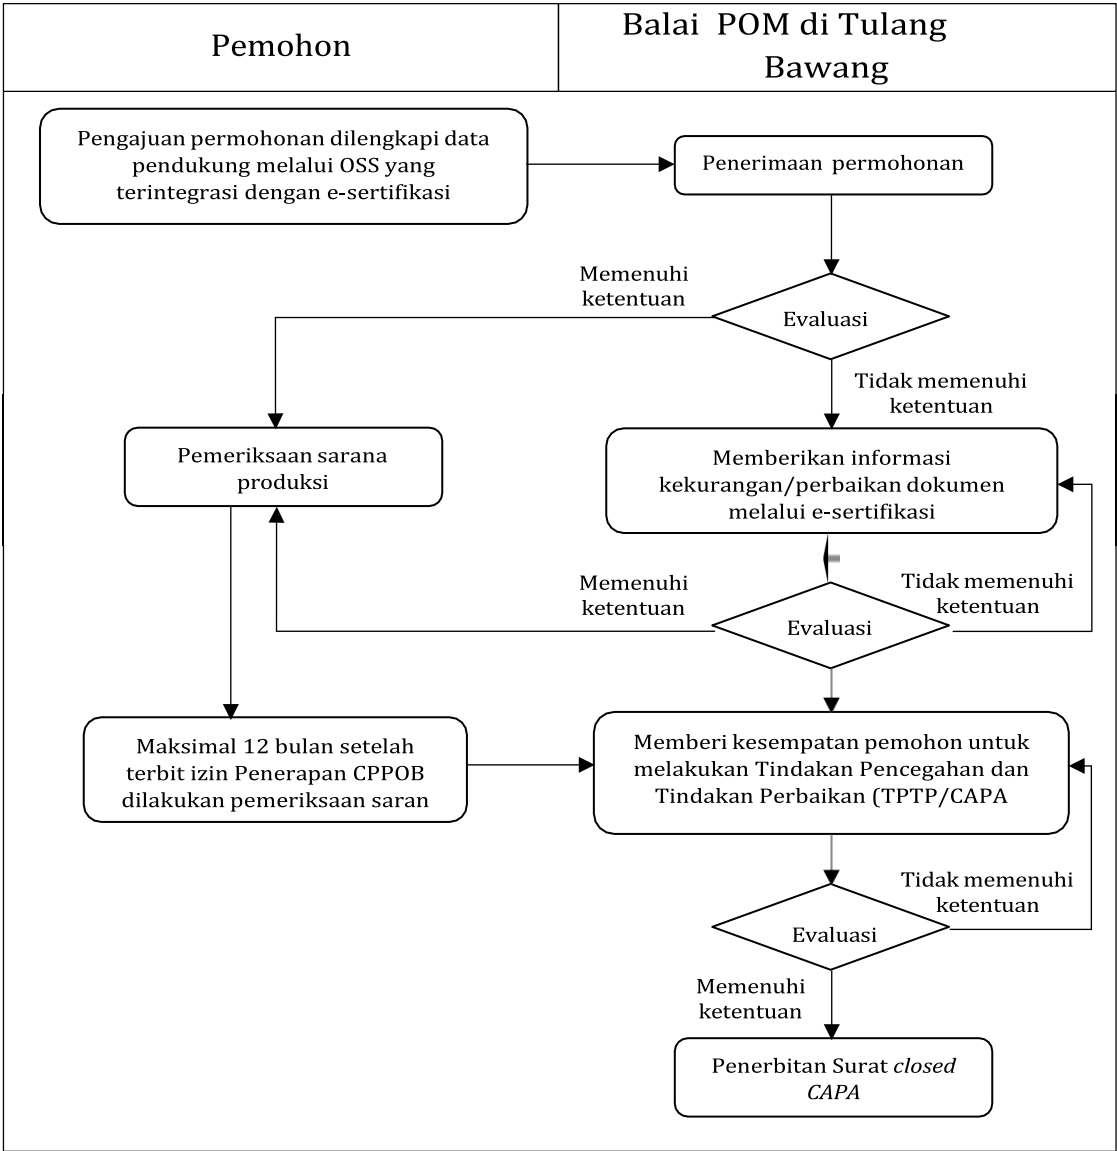 Pemohon
Balai POM di Tulang
Bawang
Pengajuan permohonan dilengkapi data
pendukung melalui OSS yang
terintegrasi dengan e-sertifikasi
Penerimaan permohonan
Memenuhi
ketentuan
Evaluasi
Tidak memenuhi
ketentuan
Pemeriksaan sarana
produksi
Memberikan informasi
kekurangan/perbaikan dokumen
melalui e-sertifikasi
Memenuhi
ketentuan
Tidak memenuhi
ketentuan
Evaluasi
Maksimal 12 bulan setelah
terbit izin Penerapan CPPOB
dilakukan pemeriksaan saran
Memberi kesempatan pemohon untuk
melakukan Tindakan Pencegahan dan
Tindakan Perbaikan (TPTP/CAPA
Tidak memenuhi
ketentuan
Evaluasi
Memenuhi
ketentuan
Penerbitan Surat closed
CAPA